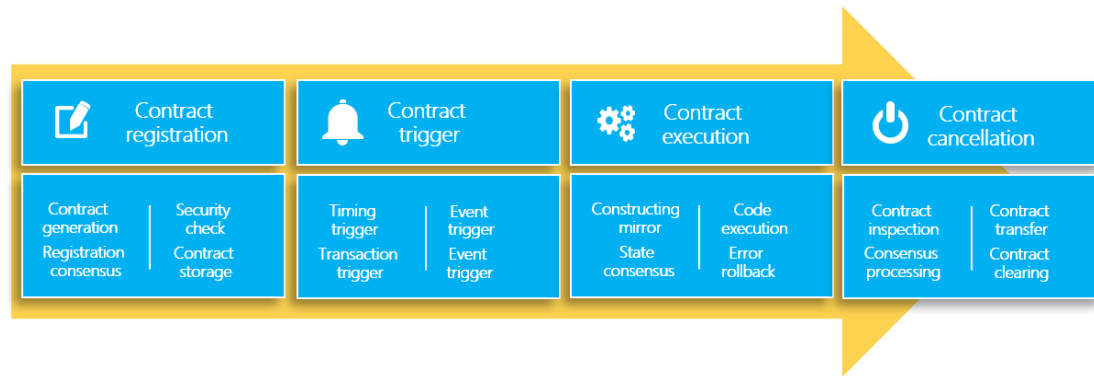 Contract
registration
Contract
trigger
Contract
execution
Contract
cancellation
Contract
generation
Security
check
Registration
consensus
Contract
storage
Timing
trigger
Event
trigger
Transaction
trigger
Event
trigger
Constructing
mirror
Code
execution
State
consensus
Error
rollback
Contract
inspection
Contract
transfer
Consensus
processing
Contract
clearing